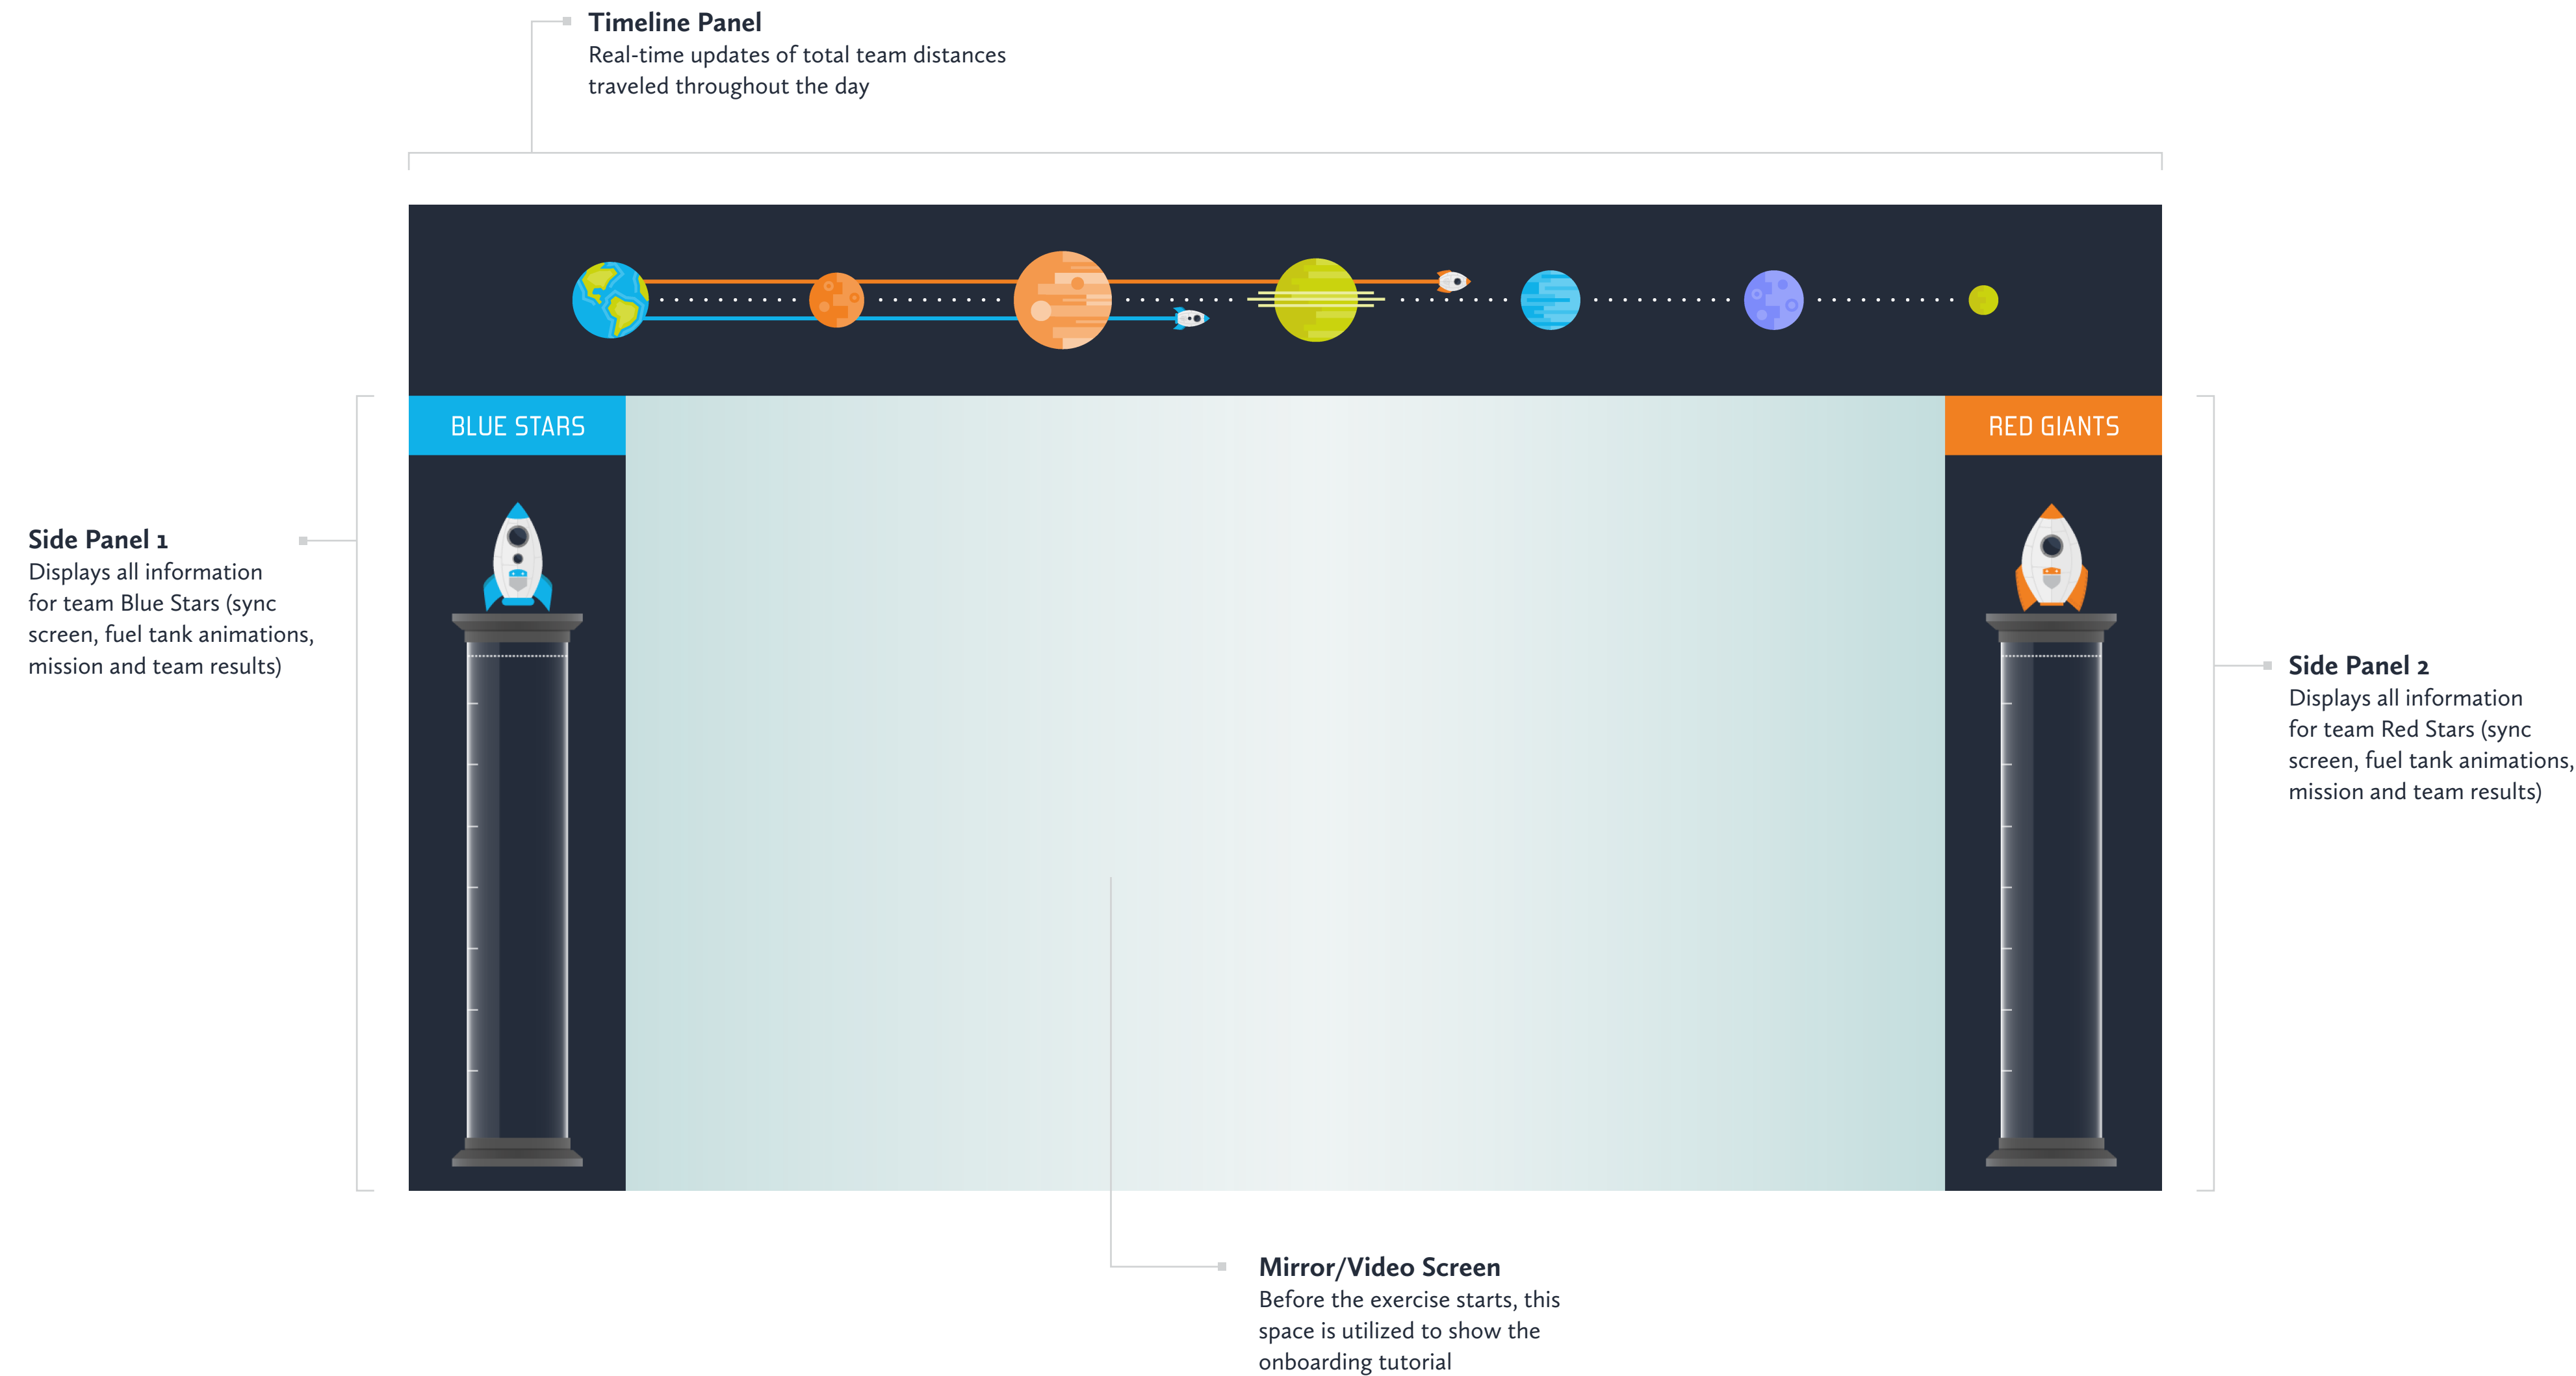 Timeline Panel
Real-time updates of total team distances
traveled throughout the day
BLUE STARS
RED GIANTS
Side Panel 1
Displays all information
for team Blue Stars (sync
screen, fuel tank animations,
mission and team results)
Side Panel 2
Displays all information
for team Red Stars (sync
screen, fuel tank animations,
mission and team results)
Mirror/Video Screen
Before the exercise starts, this
space is utilized to show the
onboarding tutorial